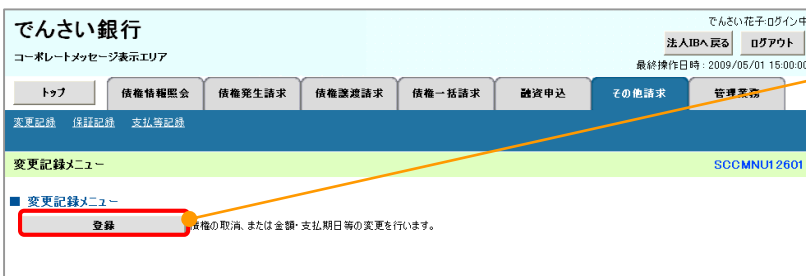 でんさい銀行
コーポレートメッセージ表示エリア
でんさい花子:ログイン中
法人IBへ戻る ログアウト
最終操作日時:2009/05/01 15:00:00
トップ 債権情報照会 債権発生請求 債権譲渡請求 債権一括請求 融資申込 その他請求 管理業務
変更記録 保証記録 支払等記録
変更記録メニュー SCCMNU12601
■ 変更記録メニュー
登録 権の取消、または金額・支払期日等の変更を行います。